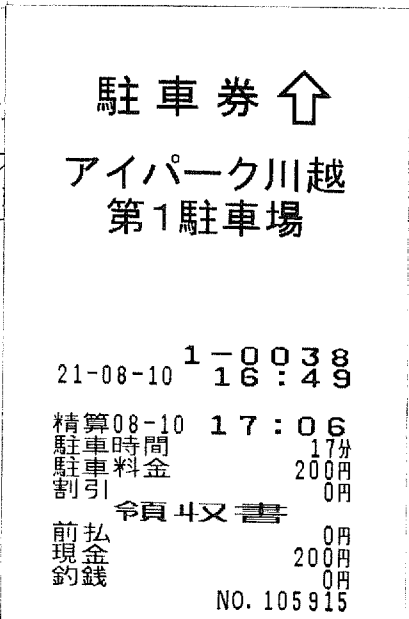 駐車券⇧
アイパーク川越
第1駐車場
1-0038
21-08-10 16:49
精算08-10 17:06
駐車時間 17分
駐車料金 200円
割引 0円
領収書
前払 0円
現金 200円
釣銭 0円
NO.105915